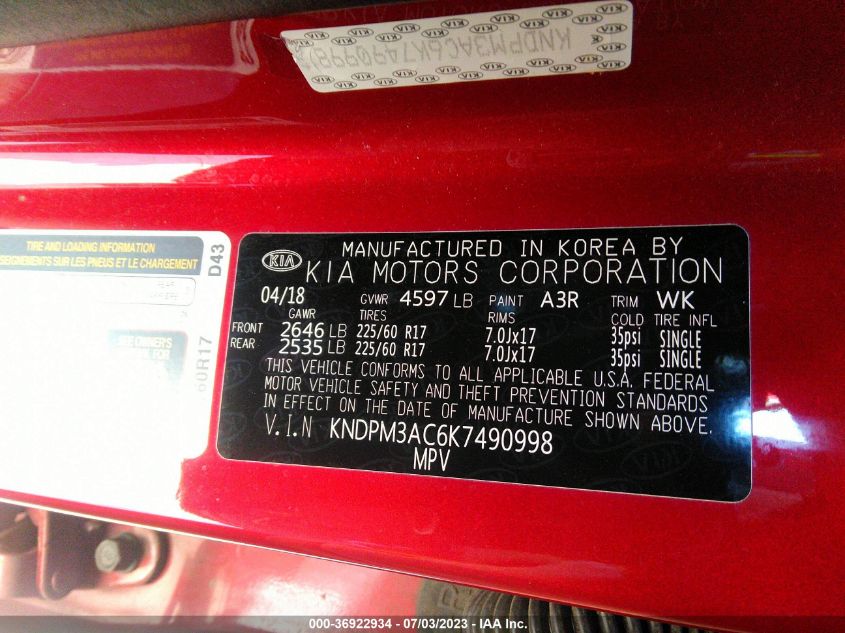 KNDPM3AC6K7490998
TIRE AND LOADING INFORMATION
SEIGNEMENTS SUR LES PNEUS ET LE CHARGEMENT
D43
SEE OWNER'S
60R17
KIA
MANUFACTURED IN KOREA BY
KIA MOTORS CORPORATION
04/18 GVWR 4597 LB PAINT A3R TRIM WK
GAWR TIRES RIMS COLD TIRE INFL
FRONT 2646 LB 225/60 R17 7.0Jx17 35psi SINGLE
REAR 2535 LB 225/60 R17 7.0Jx17 35psi SINGLE
THIS VEHICLE CONFORMS TO ALL APPLICABLE U.S.A. FEDERAL
MOTOR VEHICLE SAFETY AND THEFT PREVENTION STANDARDS
IN EFFECT ON THE DATE OF MANUFACTURE SHOWN ABOVE.
V.I.N KNDPM3AC6K7490998
MPV
000-36922934 - 07/03/2023 - IAA Inc.